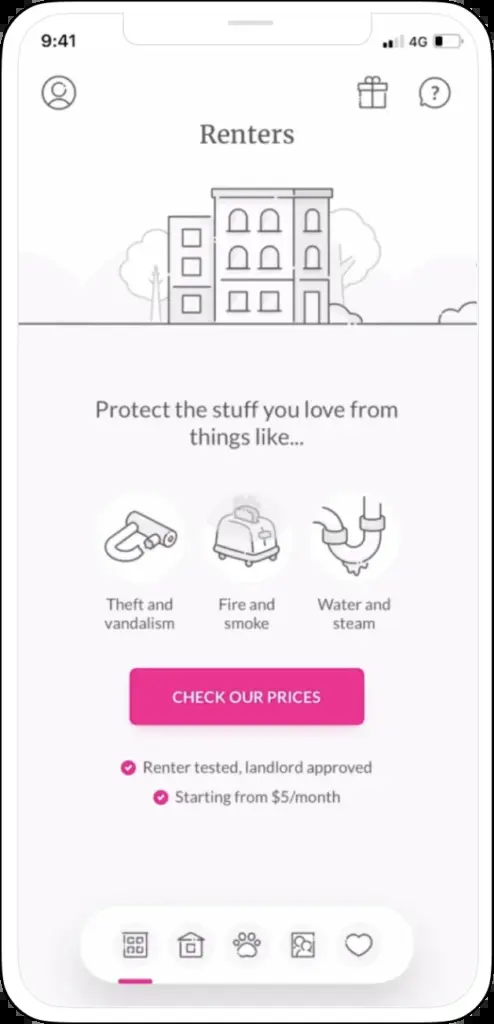 9:41
4G
?
Renters
Protect the stuff you love from
things like...
Theft and
vandalism
Fire and
smoke
Water and
steam
CHECK OUR PRICES
Renter tested, landlord approved
Starting from $5/month